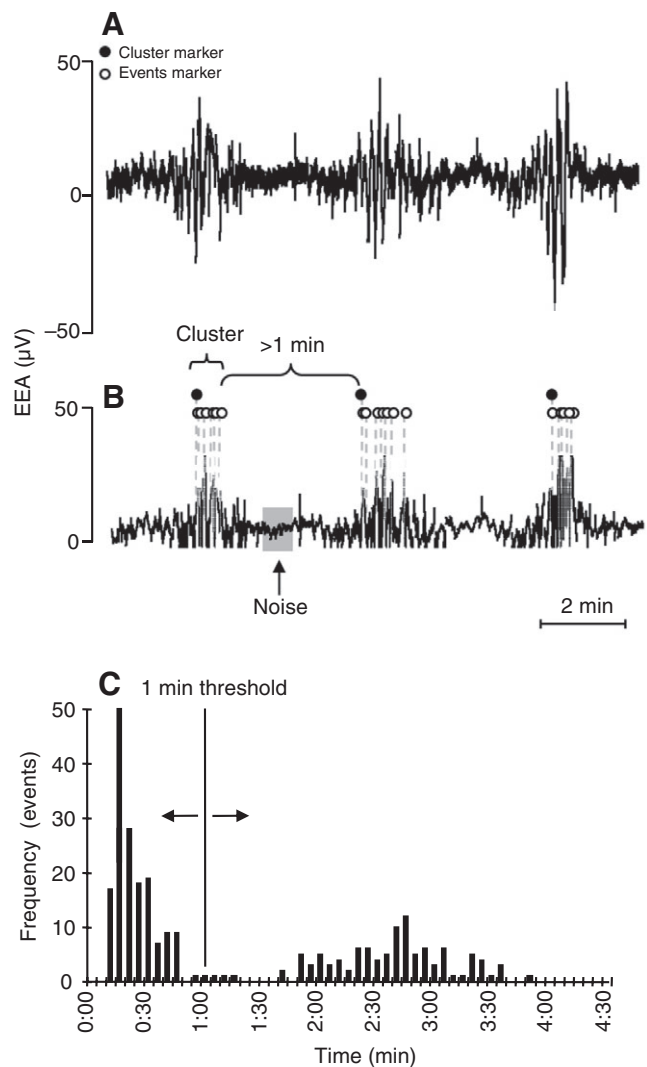 A
Cluster marker
Events marker
50
0
–50
EEA (µV)
Cluster
>1 min
B
50
0
Noise
2 min
C
1 min threshold
50
40
30
20
10
0
Frequency (events)
0:00
0:30
1:00
1:30
2:00
2:30
3:00
3:30
4:00
4:30
Time (min)